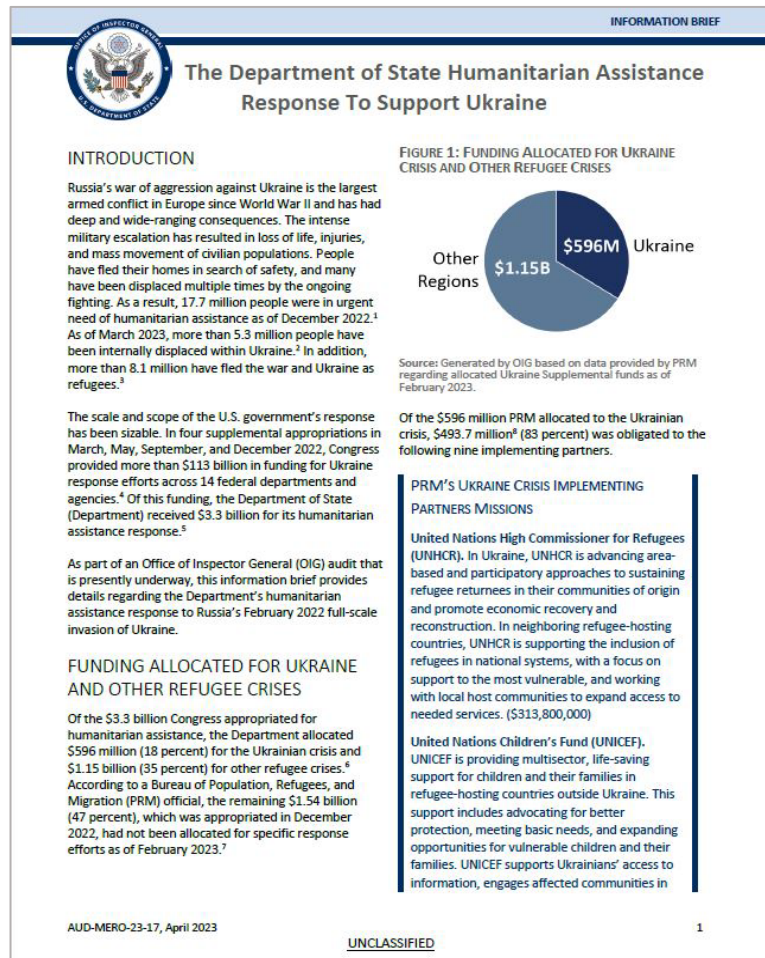 INFORMATION BRIEF
OFFICE OF INSPECTOR GENERAL
U.S. DEPARTMENT OF STATE
The Department of State Humanitarian Assistance
Response To Support Ukraine
INTRODUCTION
Russia's war of aggression against Ukraine is the largest
armed conflict in Europe since World War II and has had
deep and wide-ranging consequences. The intense
military escalation has resulted in loss of life, injuries,
and mass movement of civilian populations. People
have fled their homes in search of safety, and many
have been displaced multiple times by the ongoing
fighting. As a result, 17.7 million people were in urgent
need of humanitarian assistance as of December 2022.¹
As of March 2023, more than 5.3 million people have
been internally displaced within Ukraine.² In addition,
more than 8.1 million have fled the war and Ukraine as
refugees.³
The scale and scope of the U.S. government's response
has been sizable. In four supplemental appropriations in
March, May, September, and December 2022, Congress
provided more than $113 billion in funding for Ukraine
response efforts across 14 federal departments and
agencies.⁴ Of this funding, the Department of State
(Department) received $3.3 billion for its humanitarian
assistance response.⁵
As part of an Office of Inspector General (OIG) audit that
is presently underway, this information brief provides
details regarding the Department's humanitarian
assistance response to Russia's February 2022 full-scale
invasion of Ukraine.
FUNDING ALLOCATED FOR UKRAINE
AND OTHER REFUGEE CRISES
Of the $3.3 billion Congress appropriated for
humanitarian assistance, the Department allocated
$596 million (18 percent) for the Ukrainian crisis and
$1.15 billion (35 percent) for other refugee crises.⁶
According to a Bureau of Population, Refugees, and
Migration (PRM) official, the remaining $1.54 billion
(47 percent), which was appropriated in December
2022, had not been allocated for specific response
efforts as of February 2023.⁷
FIGURE 1: FUNDING ALLOCATED FOR UKRAINE
CRISIS AND OTHER REFUGEE CRISES
$596M Ukraine
Other
Regions
$1.15B
Source: Generated by OIG based on data provided by PRM
regarding allocated Ukraine Supplemental funds as of
February 2023.
Of the $596 million PRM allocated to the Ukrainian
crisis, $493.7 million⁸ (83 percent) was obligated to the
following nine implementing partners.
PRM'S UKRAINE CRISIS IMPLEMENTING
PARTNERS MISSIONS
United Nations High Commissioner for Refugees
(UNHCR). In Ukraine, UNHCR is advancing area-
based and participatory approaches to sustaining
refugee returnees in their communities of origin
and promote economic recovery and
reconstruction. In neighboring refugee-hosting
countries, UNHCR is supporting the inclusion of
refugees in national systems, with a focus on
support to the most vulnerable, and working
with local host communities to expand access to
needed services. ($313,800,000)
United Nations Children's Fund (UNICEF).
UNICEF is providing multisector, life-saving
support for children and their families in
refugee-hosting countries outside Ukraine. This
support includes advocating for better
protection, meeting basic needs, and expanding
opportunities for vulnerable children and their
families. UNICEF supports Ukrainians' access to
information, engages affected communities in
AUD-MERO-23-17, April 2023
1
UNCLASSIFIED